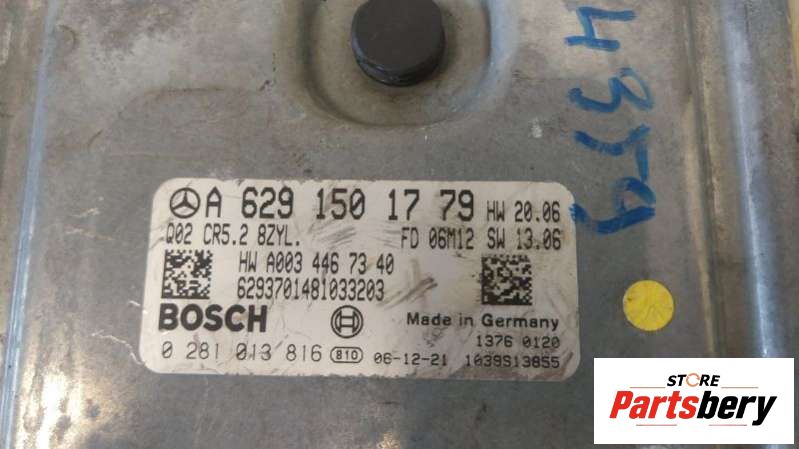 4359
A 629 150 17 79 HW 20.06
Q02 CR5.2 8ZYL. FD 06M12 SW 13.06
HW A003 446 73 40
6293701481033203
BOSCH
Made in Germany
1376 0120
0 281 013 816 810 06-12-21 1039S13855
STORE
Partsbery